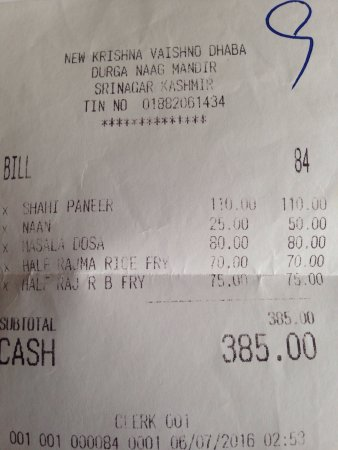 NEW KRISHNA VAISHNO DHABA
DURGA NAAG MANDIR
SRINAGAR KASHMIR
TIN NO 01882061434
**************
BILL 84
x SHAHI PANEER 110.00 110.00
x NAAN 25.00 50.00
x MASALA DOSA 80.00 80.00
x HALF RAJMA RICE FRY 70.00 70.00
x HALF RAJ R B FRY 75.00 75.00
SUBTOTAL 385.00
CASH 385.00
CLERK 001
001 001 000084 0001 06/07/2016 02:53